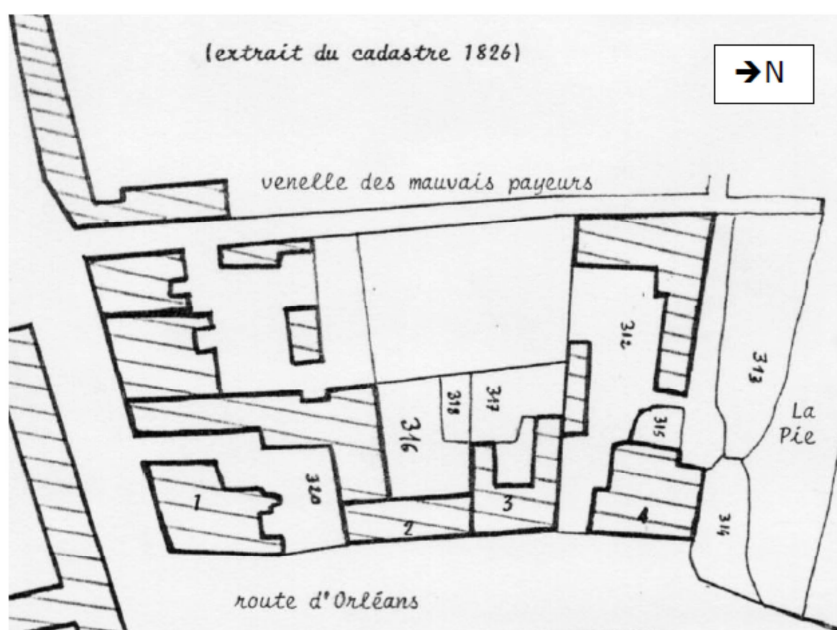 (extrait du cadastre 1826)
➔N
venelle des mauvais payeurs
312
313
318
317
316
315
La
Pie
320
1
2
3
4
314
route d'Orléans